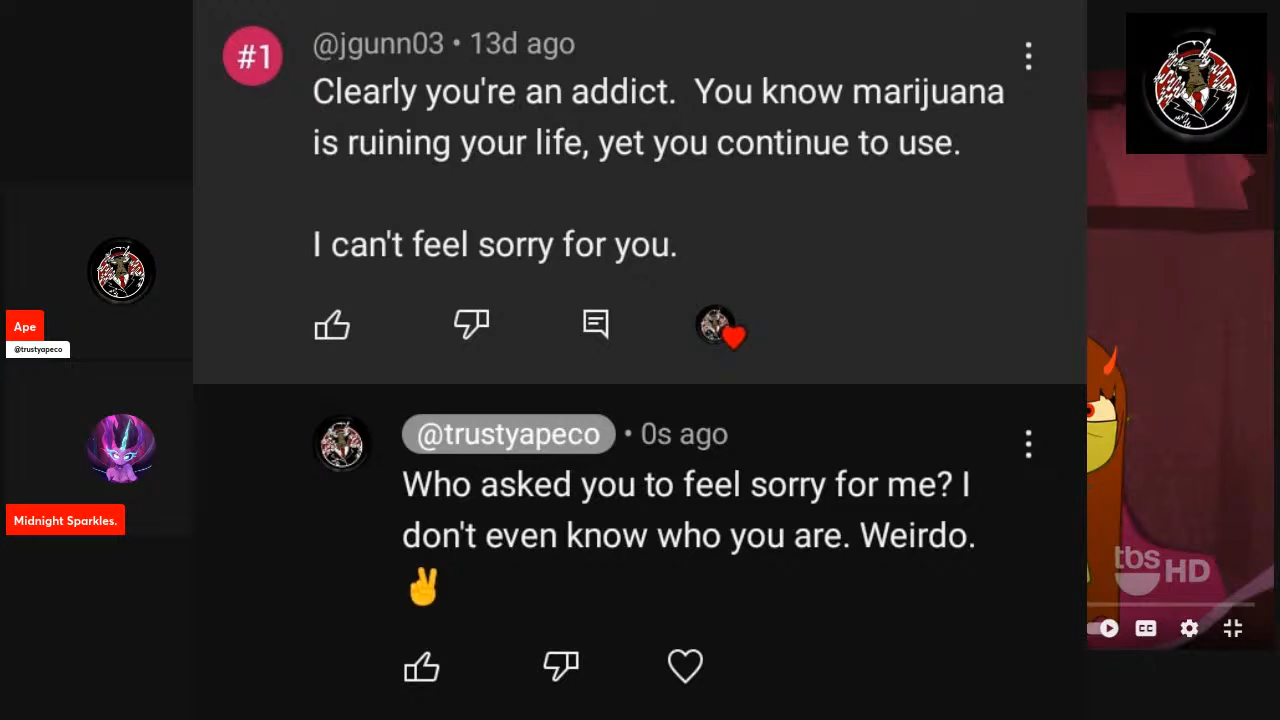 #1
@jgunn03 • 13d ago
Clearly you're an addict.  You know marijuana
is ruining your life, yet you continue to use.
I can't feel sorry for you.
Ape
@trustyapeco
@trustyapeco • 0s ago
Who asked you to feel sorry for me? I
don't even know who you are. Weirdo.
✌️
Midnight Sparkles.
tbs HD
CC